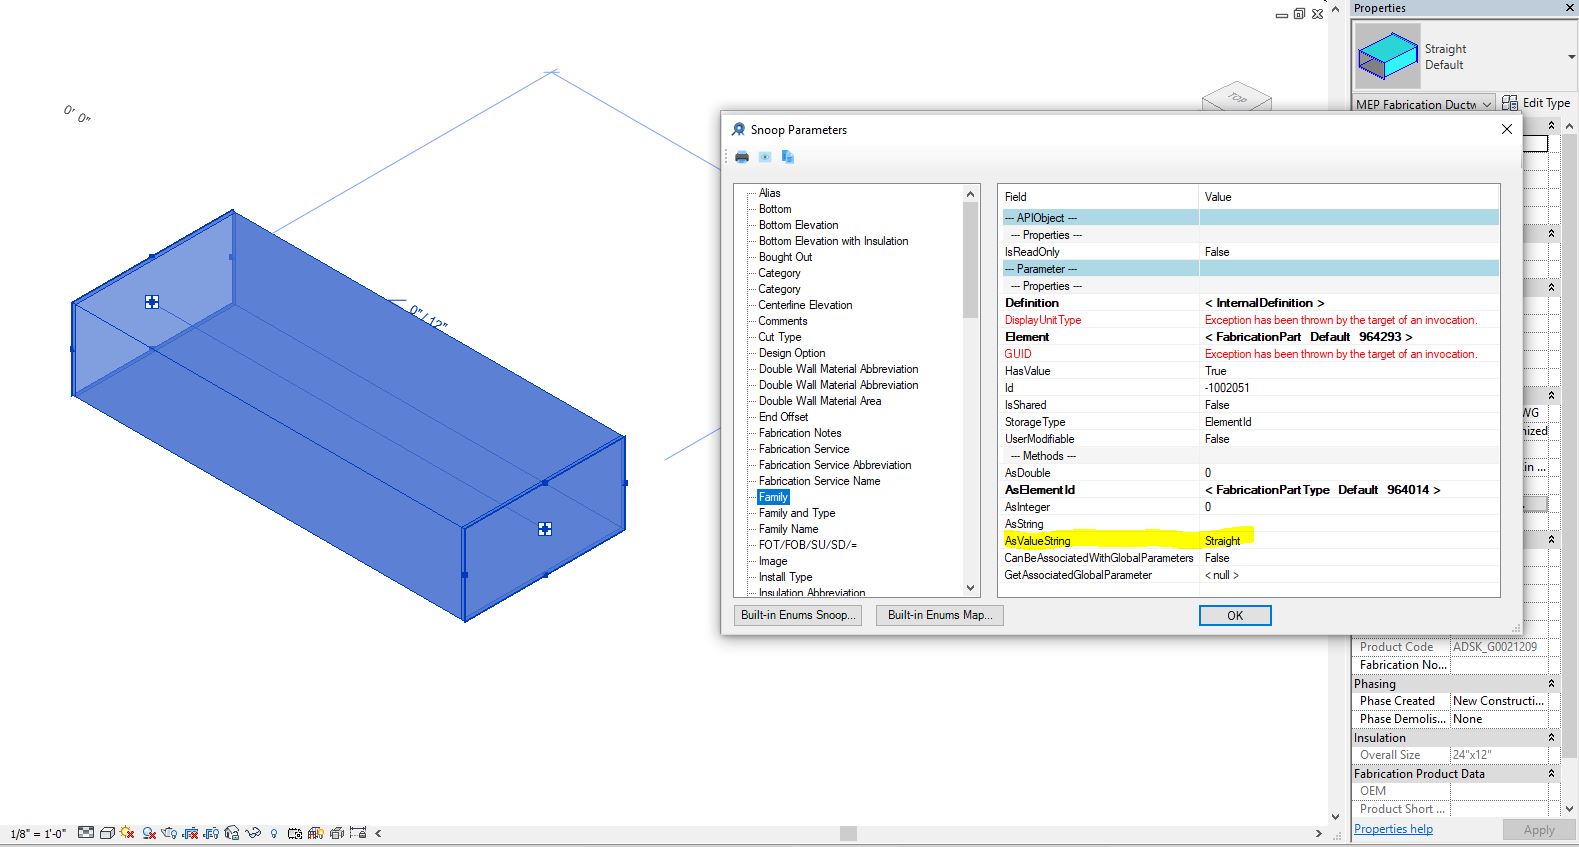 Properties
Straight
Default
MEP Fabrication Ductw
Edit Type
0' 0"
0"/ 12"
TOP
Snoop Parameters
Alias
Bottom
Bottom Elevation
Bottom Elevation with Insulation
Bought Out
Category
Category
Centerline Elevation
Comments
Cut Type
Design Option
Double Wall Material Abbreviation
Double Wall Material Abbreviation
Double Wall Material Area
End Offset
Fabrication Notes
Fabrication Service
Fabrication Service Abbreviation
Fabrication Service Name
Family
Family and Type
Family Name
FOT/FOB/SU/SD/=
Image
Install Type
Insulation Abbreviation
Field Value
--- APIObject ---
--- Properties ---
IsReadOnly False
--- Parameter ---
--- Properties ---
Definition < InternalDefinition >
DisplayUnitType Exception has been thrown by the target of an invocation.
Element < FabricationPart Default 964293 >
GUID Exception has been thrown by the target of an invocation.
HasValue True
Id -1002051
IsShared False
StorageType ElementId
UserModifiable False
--- Methods ---
AsDouble 0
AsElementId < FabricationPartType Default 964014 >
AsInteger 0
AsString
AsValueString Straight
CanBeAssociatedWithGlobalParameters False
GetAssociatedGlobalParameter < null >
Built-in Enums Snoop...
Built-in Enums Map...
OK
WG
nized
in ...
Product Code ADSK_G0021209
Fabrication No...
Phasing
Phase Created New Constructi...
Phase Demolis... None
Insulation
Overall Size 24"x12"
Fabrication Product Data
OEM
Product Short ...
Properties help
Apply
1/8" = 1'-0"